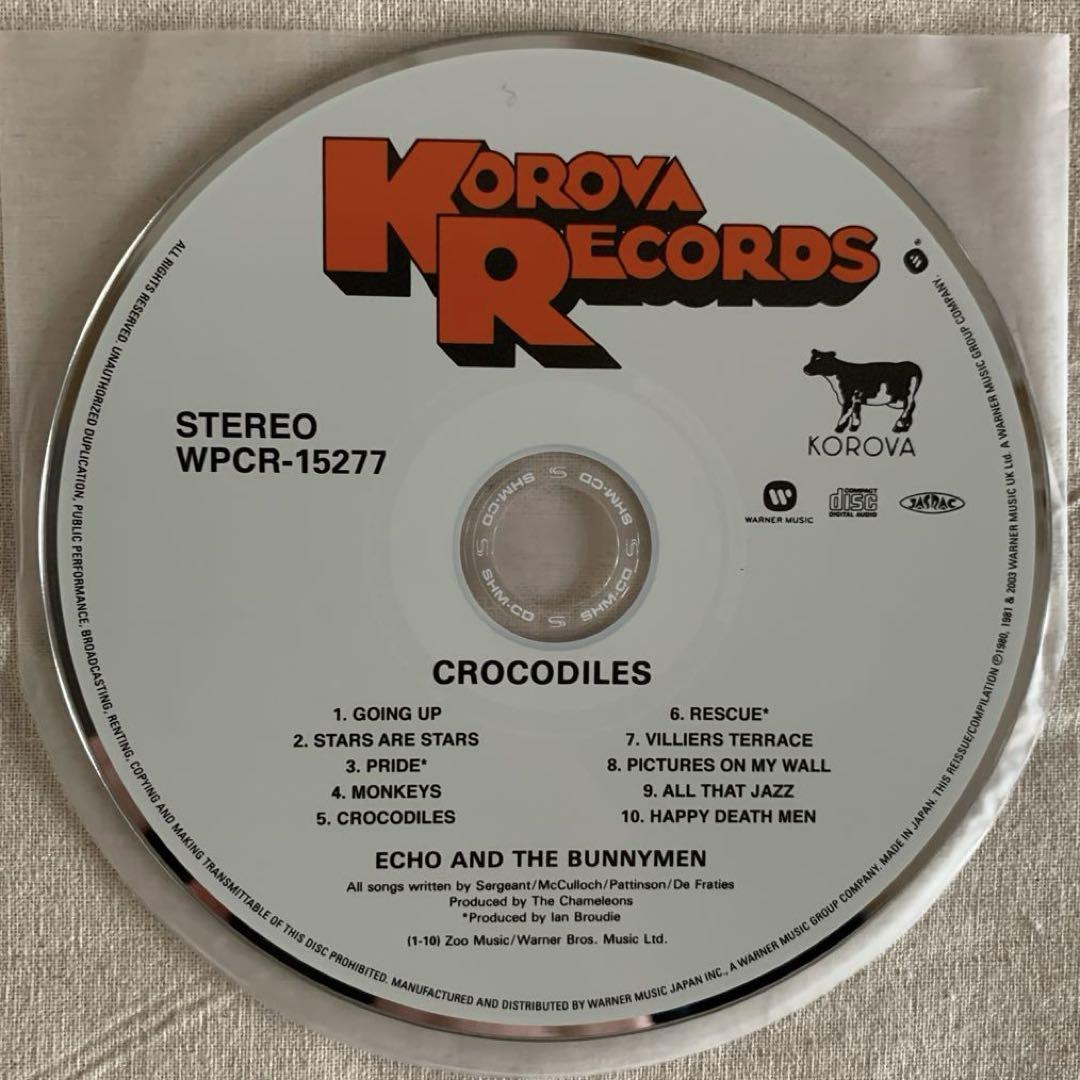 KOROVA
RECORDS
®
KOROVA
STEREO
WPCR-15277
WARNER MUSIC
COMPACT
disc
DIGITAL AUDIO
JASRAC
SHM-CD
SHM-CD
SHM-CD
SHM-CD
CROCODILES
1. GOING UP
2. STARS ARE STARS
3. PRIDE*
4. MONKEYS
5. CROCODILES
6. RESCUE*
7. VILLIERS TERRACE
8. PICTURES ON MY WALL
9. ALL THAT JAZZ
10. HAPPY DEATH MEN
ECHO AND THE BUNNYMEN
All songs written by Sergeant/McCulloch/Pattinson/De Fraties
Produced by The Chameleons
*Produced by Ian Broudie
(1-10) Zoo Music/Warner Bros. Music Ltd.
ALL RIGHTS RESERVED. UNAUTHORIZED DUPLICATION, PUBLIC PERFORMANCE, BROADCASTING, RENTING, COPYING AND MAKING TRANSMITTABLE OF THIS DISC PROHIBITED. MANUFACTURED AND DISTRIBUTED BY WARNER MUSIC JAPAN INC., A WARNER MUSIC GROUP COMPANY. MADE IN JAPAN. THIS REISSUE/COMPILATION ℗1980, 1981 & 2003 WARNER MUSIC UK Ltd. A WARNER MUSIC GROUP COMPANY.